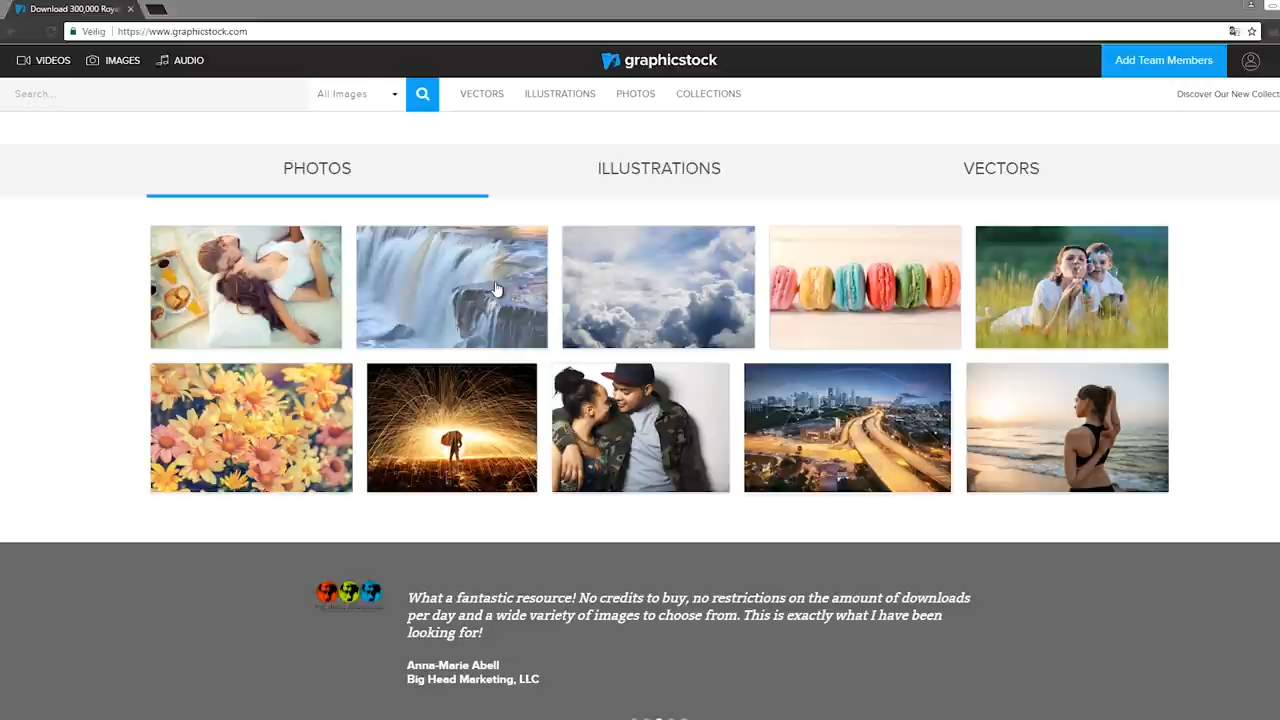 Download 300,000 Roya
Veilig https://www.graphicstock.com
VIDEOS IMAGES AUDIO graphicstock Add Team Members
Search... All Images VECTORS ILLUSTRATIONS PHOTOS COLLECTIONS Discover Our New Collect
PHOTOS ILLUSTRATIONS VECTORS
What a fantastic resource! No credits to buy, no restrictions on the amount of downloads
per day and a wide variety of images to choose from. This is exactly what I have been
looking for!
Anna-Marie Abell
Big Head Marketing, LLC